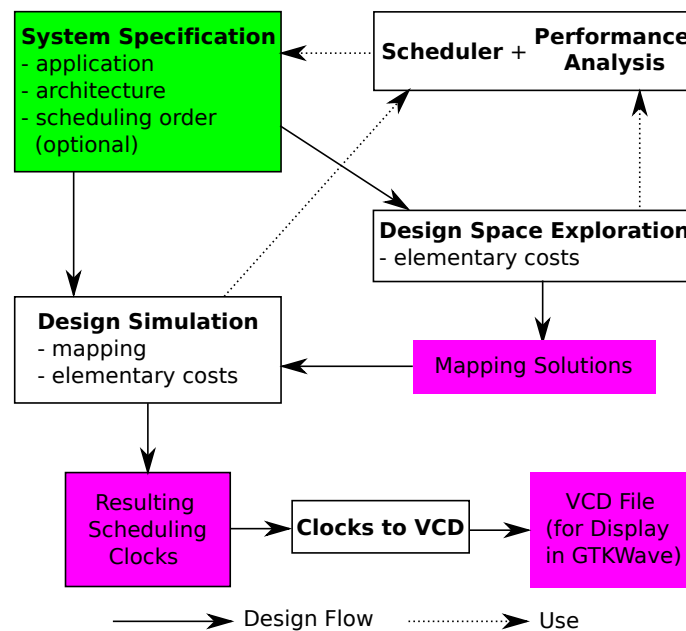 System Specification
- application
- architecture
- scheduling order
(optional)
Scheduler + Performance
Analysis
Design Space Exploration
- elementary costs
Design Simulation
- mapping
- elementary costs
Mapping Solutions
Resulting
Scheduling
Clocks
Clocks to VCD
VCD File
(for Display
in GTKWave)
Design Flow
Use